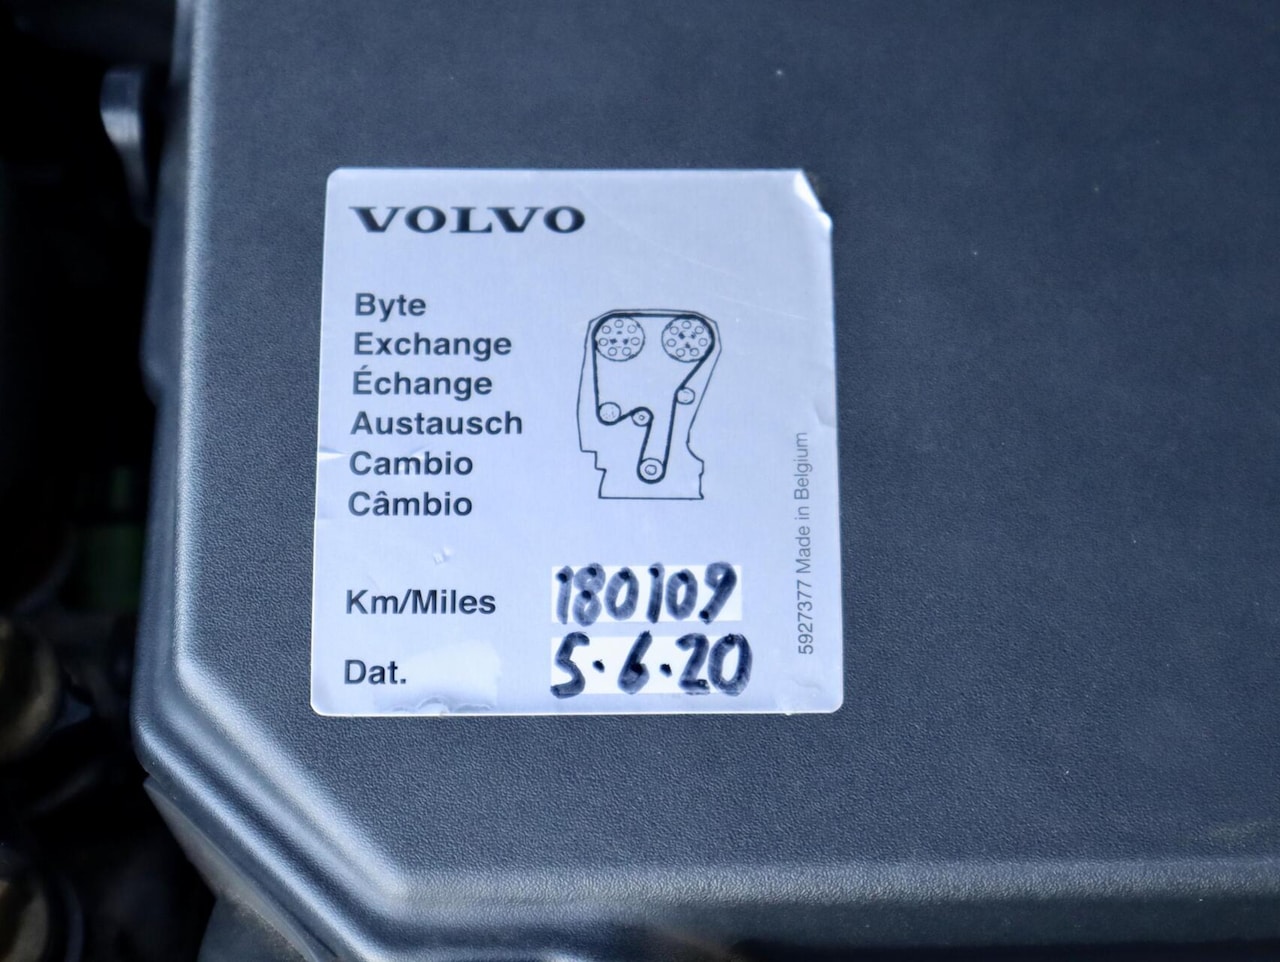 VOLVO
Byte
Exchange
Échange
Austausch
Cambio
Câmbio
Km/Miles 180109
Dat. 5.6.20
5927377 Made in Belgium